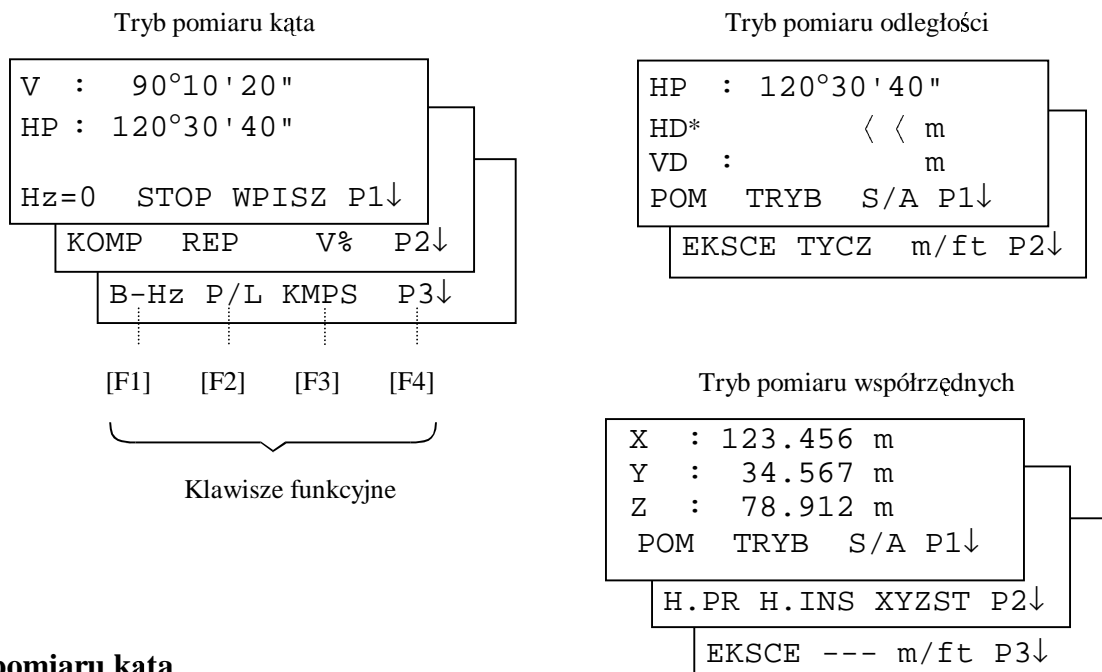 Tryb pomiaru kąta
V : 90°10'20"
HP : 120°30'40"
Hz=0 STOP WPISZ P1↓
KOMP REP V% P2↓
B-Hz P/L KMPS P3↓
[F1] [F2] [F3] [F4]
Klawisze funkcyjne
Tryb pomiaru odległości
HP : 120°30'40"
HD* 〈 〈 m
VD : m
POM TRYB S/A P1↓
EKSCE TYCZ m/ft P2↓
Tryb pomiaru współrzędnych
X : 123.456 m
Y : 34.567 m
Z : 78.912 m
POM TRYB S/A P1↓
H.PR H.INS XYZST P2↓
EKSCE --- m/ft P3↓
pomiaru kąta